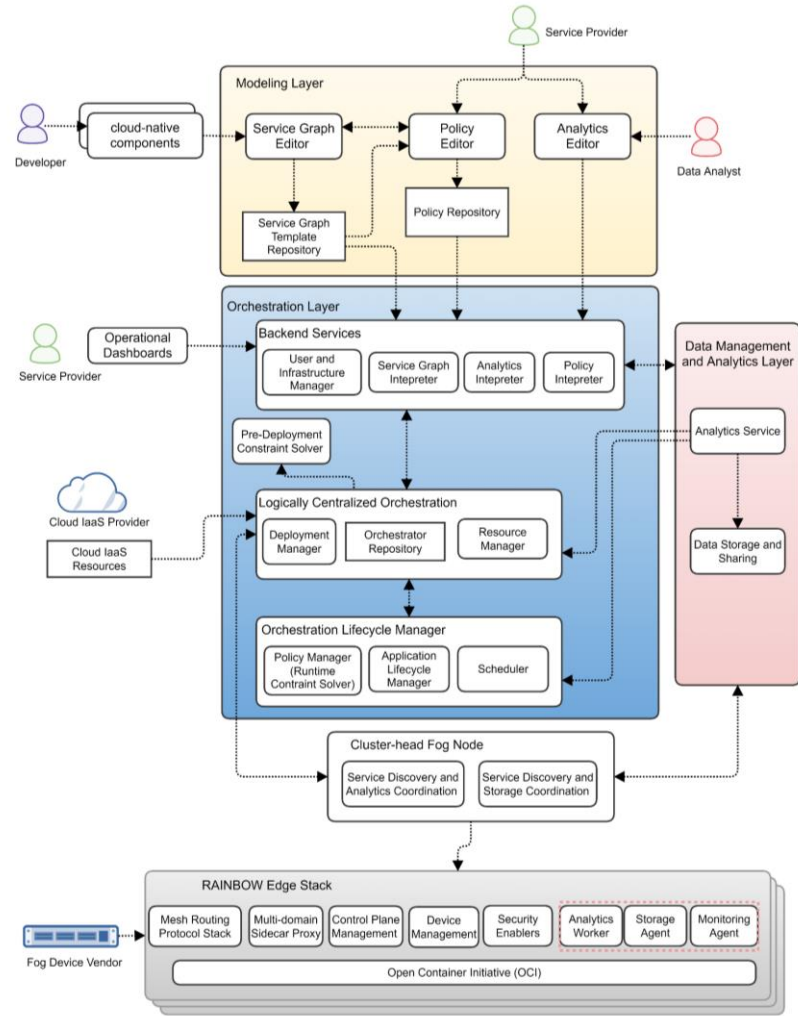 Service Provider
Modeling Layer
Developer
cloud-native
components
Service Graph
Editor
Policy
Editor
Analytics
Editor
Data Analyst
Service Graph
Template
Repository
Policy Repository
Orchestration Layer
Service Provider
Operational
Dashboards
Backend Services
User and
Infrastructure
Manager
Service Graph
Intepreter
Analytics
Intepreter
Policy
Intepreter
Data Management
and Analytics Layer
Analytics Service
Data Storage and
Sharing
Pre-Deployment
Constraint Solver
Cloud IaaS Provider
Cloud IaaS
Resources
Logically Centralized Orchestration
Deployment
Manager
Orchestrator
Repository
Resource
Manager
Orchestration Lifecycle Manager
Policy Manager
(Runtime
Contraint Solver)
Application
Lifecycle
Manager
Scheduler
Cluster-head Fog Node
Service Discovery and
Analytics Coordination
Service Discovery and
Storage Coordination
RAINBOW Edge Stack
Fog Device Vendor
Mesh Routing
Protocol Stack
Multi-domain
Sidecar Proxy
Control Plane
Management
Device
Management
Security
Enablers
Analytics
Worker
Storage
Agent
Monitoring
Agent
Open Container Initiative (OCI)